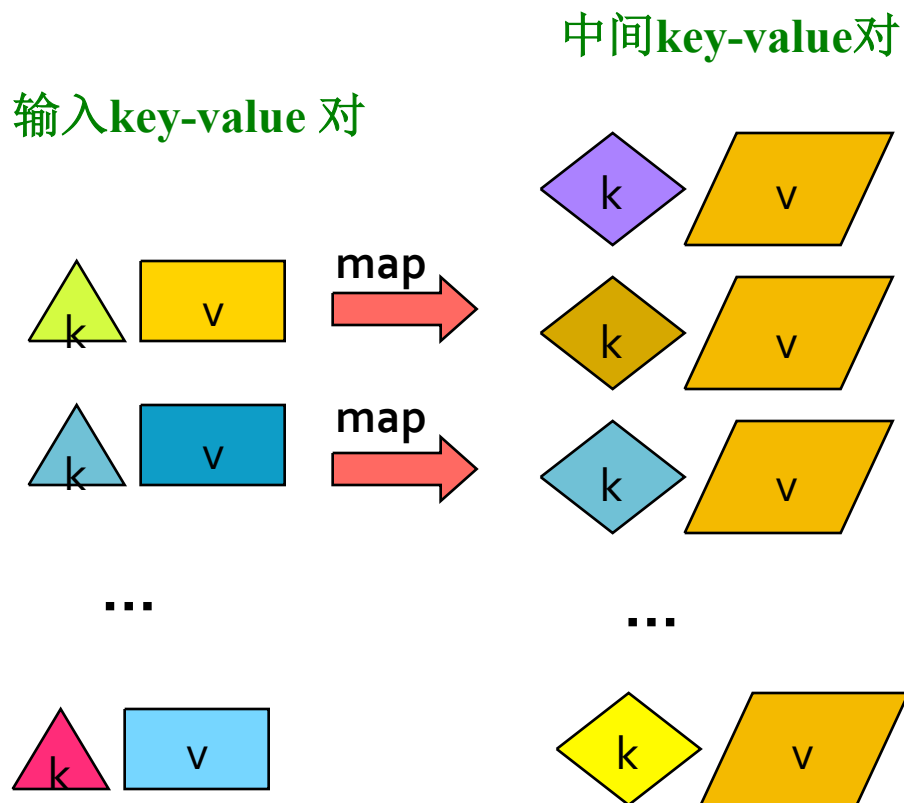 中间key-value对
输入key-value 对
k v
map
k v
k v
map
k v
k v
... ...
k v
k v